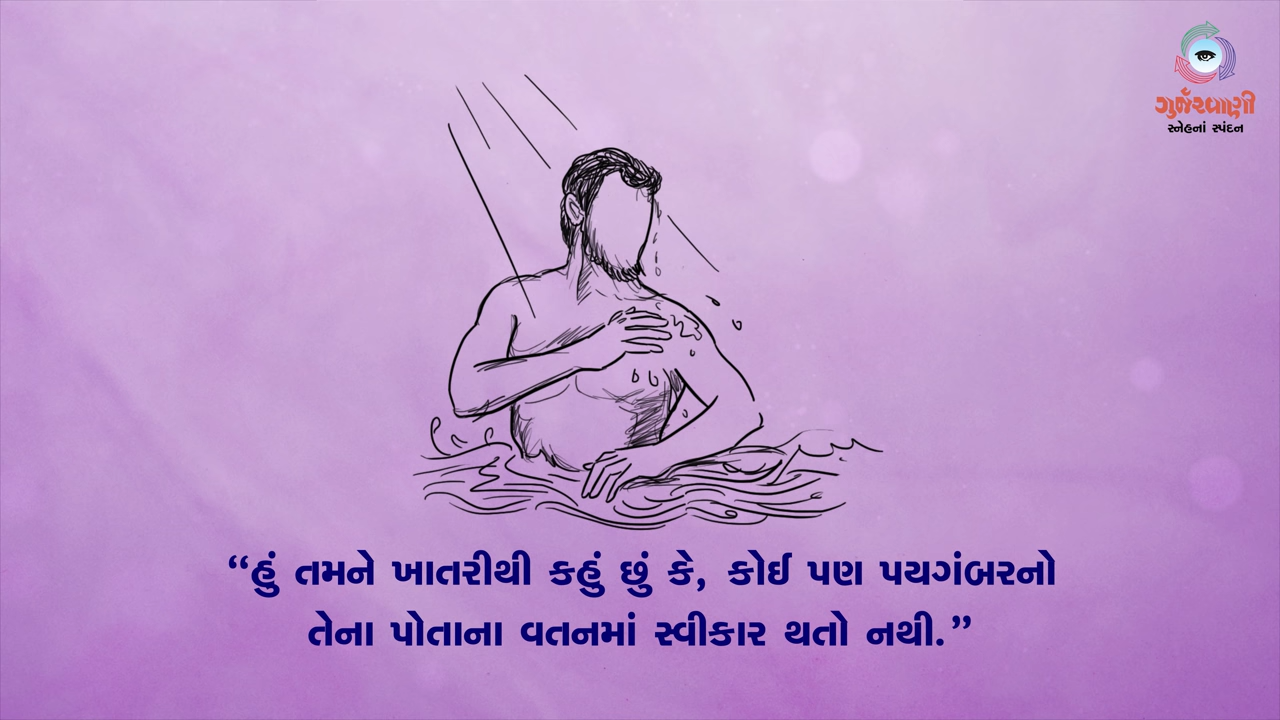 ગુર્જરવાણી
સ્નેહનાં સ્પંદન
“હું તમને ખાતરીથી કહું છું કે, કોઈ પણ પયગંબરનો
તેના પોતાના વતનમાં સ્વીકાર થતો નથી.”